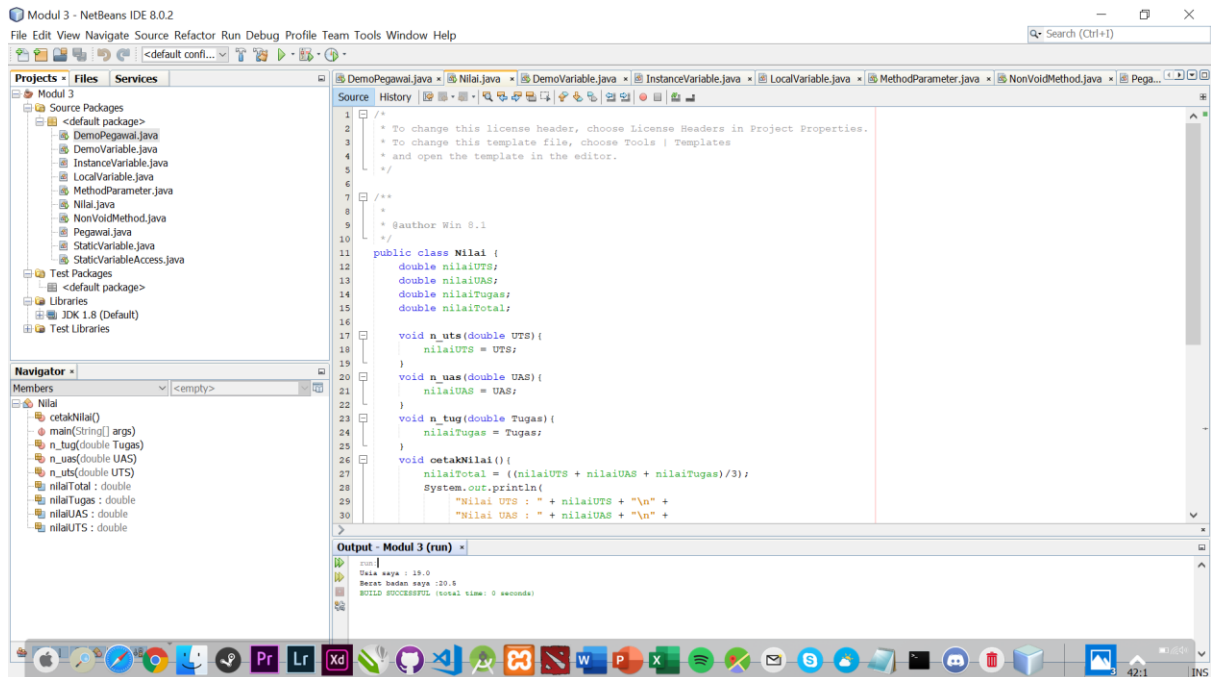 Modul 3 - NetBeans IDE 8.0.2
File Edit View Navigate Source Refactor Run Debug Profile Team Tools Window Help
Search (Ctrl+I)
<default confi...
Projects Files Services
DemoPegawai.java Nilai.java DemoVariable.java InstanceVariable.java LocalVariable.java MethodParameter.java NonVoidMethod.java Pega...
Modul 3
Source Packages
<default package>
DemoPegawai.java
DemoVariable.java
InstanceVariable.java
LocalVariable.java
MethodParameter.java
Nilai.java
NonVoidMethod.java
Pegawai.java
StaticVariable.java
StaticVariableAccess.java
Test Packages
<default package>
Libraries
JDK 1.8 (Default)
Test Libraries
Navigator
Members <empty>
Nilai
cetakNilai()
main(String[] args)
n_tug(double Tugas)
n_uas(double UAS)
n_uts(double UTS)
nilaiTotal : double
nilaiTugas : double
nilaiUAS : double
nilaiUTS : double
Source History
1 /*
2 * To change this license header, choose License Headers in Project Properties.
3 * To change this template file, choose Tools | Templates
4 * and open the template in the editor.
5 */
6
7 /**
8 *
9 * @author Win 8.1
10 */
11 public class Nilai {
12 double nilaiUTS;
13 double nilaiUAS;
14 double nilaiTugas;
15 double nilaiTotal;
16
17 void n_uts(double UTS){
18 nilaiUTS = UTS;
19 }
20 void n_uas(double UAS){
21 nilaiUAS = UAS;
22 }
23 void n_tug(double Tugas){
24 nilaiTugas = Tugas;
25 }
26 void cetakNilai(){
27 nilaiTotal = ((nilaiUTS + nilaiUAS + nilaiTugas)/3);
28 System.out.println(
29 "Nilai UTS : " + nilaiUTS + "\n" +
30 "Nilai UAS : " + nilaiUAS + "\n" +
Output - Modul 3 (run)
run:
Usia saya : 19.0
Berat badan saya :20.5
BUILD SUCCESSFUL (total time: 0 seconds)
Pr Lr Xd
3
42:1 INS